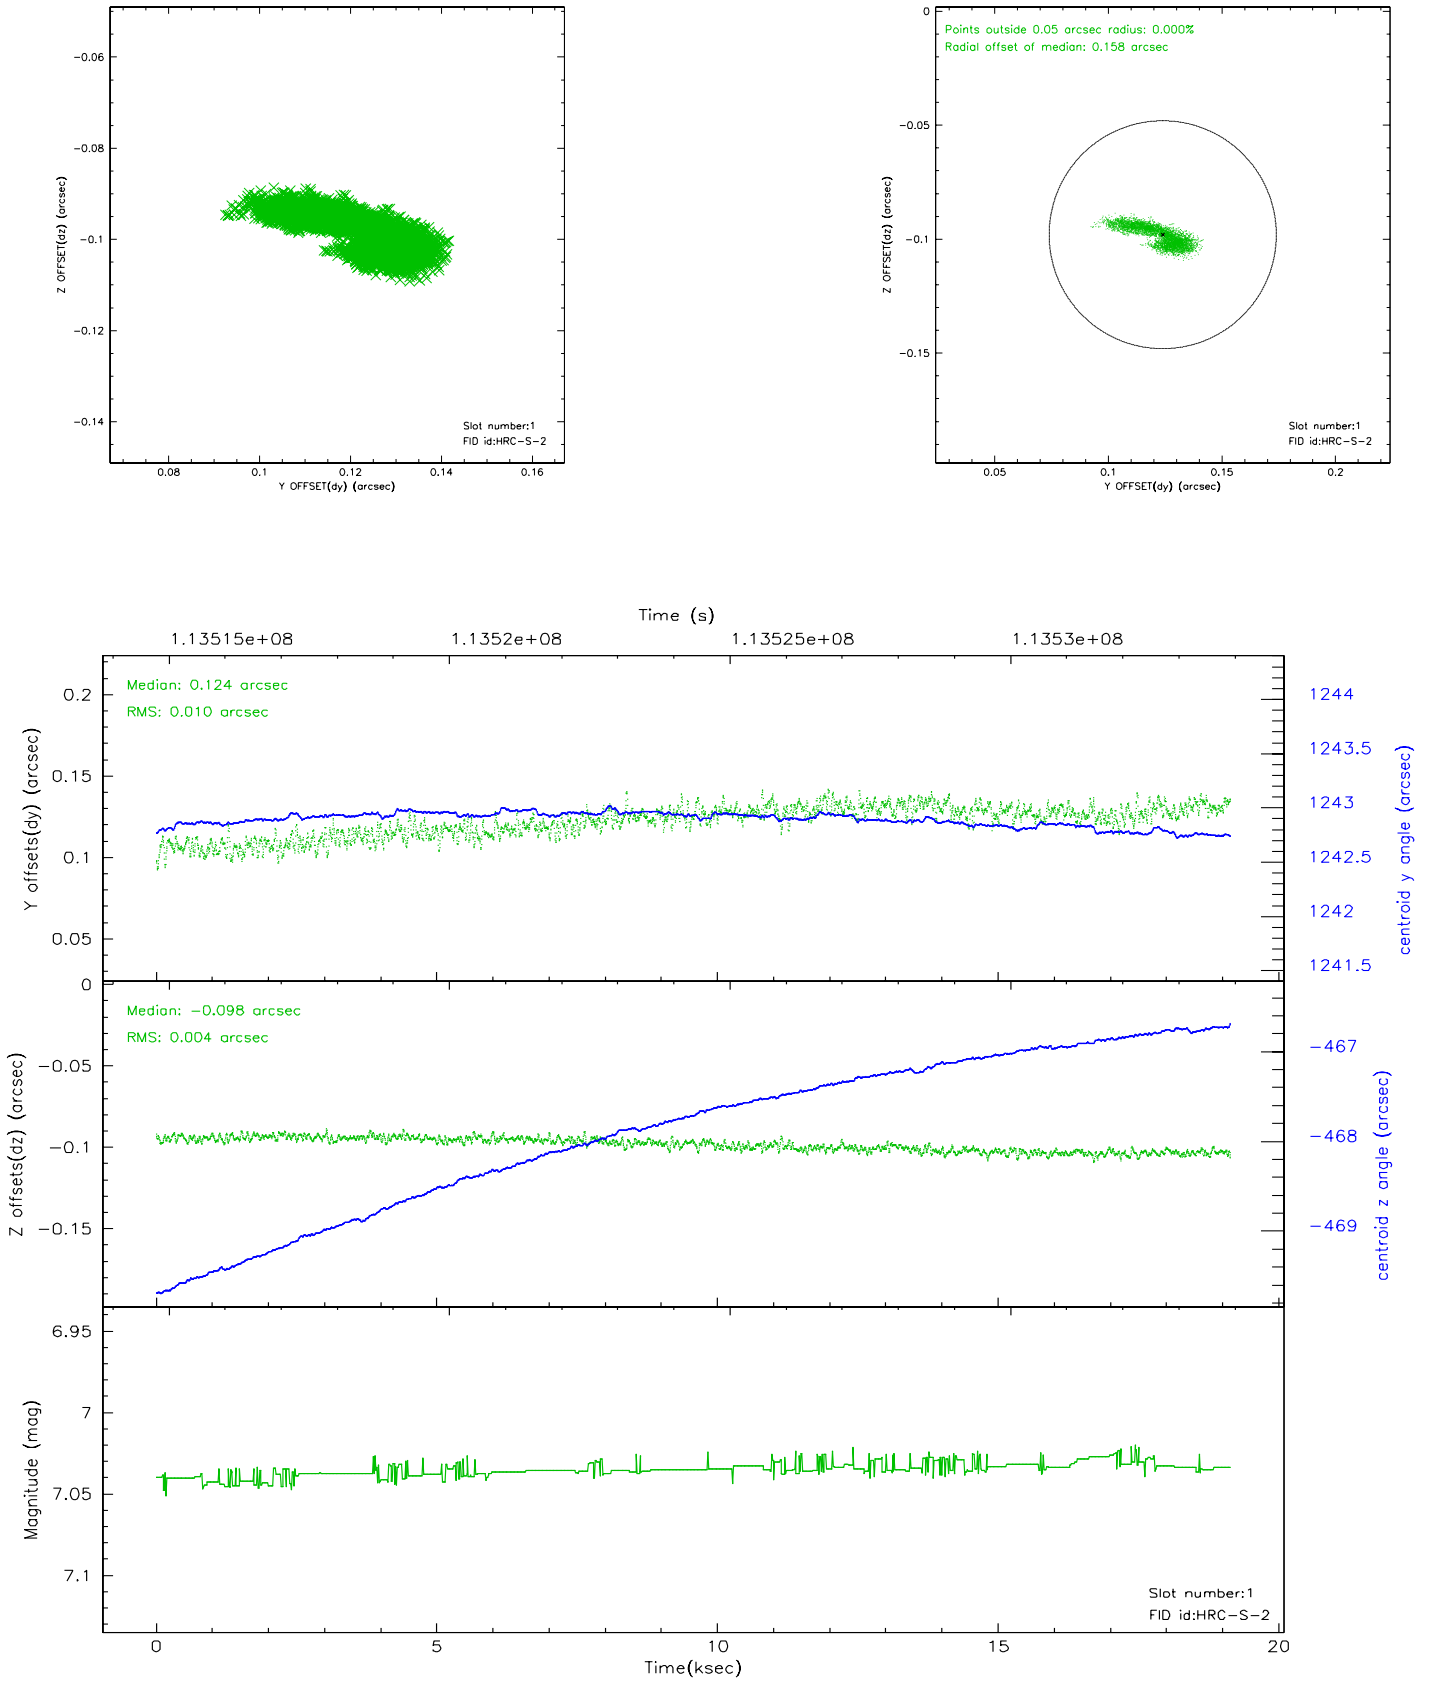 −0.06
−0.08
−0.1
−0.12
−0.14
Z OFFSET(dz) (arcsec)
Slot number:1
FID id:HRC−S−2
0.08 0.1 0.12 0.14 0.16
Y OFFSET(dy) (arcsec)
Points outside 0.05 arcsec radius: 0.000%
Radial offset of median: 0.158 arcsec
0
−0.05
−0.1
−0.15
Z OFFSET(dz) (arcsec)
Slot number:1
FID id:HRC−S−2
0.05 0.1 0.15 0.2
Y OFFSET(dy) (arcsec)
Time (s)
1.13515e+08 1.1352e+08 1.13525e+08 1.1353e+08
Median: 0.124 arcsec
RMS: 0.010 arcsec
0.2
0.15
0.1
0.05
Y offsets(dy) (arcsec)
1244
1243.5
1243
1242.5
1242
1241.5
centroid y angle (arcsec)
Median: −0.098 arcsec
RMS: 0.004 arcsec
0
−0.05
−0.1
−0.15
Z offsets(dz) (arcsec)
−467
−468
−469
centroid z angle (arcsec)
6.95
7
7.05
7.1
Magnitude (mag)
Slot number:1
FID id:HRC−S−2
0 5 10 15 20
Time(ksec)